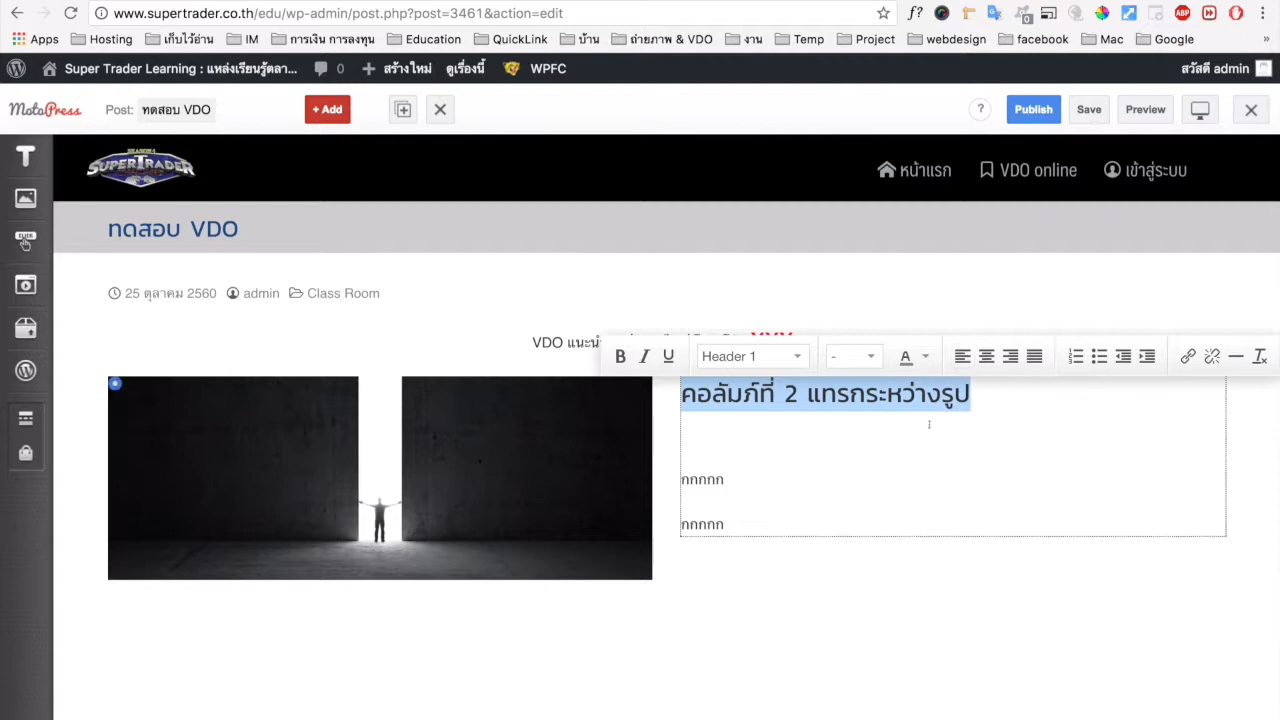 www.supertrader.co.th/edu/wp-admin/post.php?post=3461&action=edit
f?
ABP
Apps Hosting เก็บไว้อ่าน IM การเงิน การลงทุน Education QuickLink บ้าน ถ่ายภาพ & VDO งาน Temp Project webdesign facebook Mac Google »
Super Trader Learning : แหล่งเรียนรู้ตลา... 0 + สร้างใหม่ ดูเรื่องนี้ WPFC สวัสดี admin
MotoPress Post: ทดสอบ VDO + Add ? Publish Save Preview
T
CLICK
SUPERTRADER
หน้าแรก VDO online เข้าสู่ระบบ
ทดสอบ VDO
25 ตุลาคม 2560 admin Class Room
VDO
B I U Header 1 - A
คอลัมภ์ที่ 2 แทรกระหว่างรูป
กกกกก
กกกกก